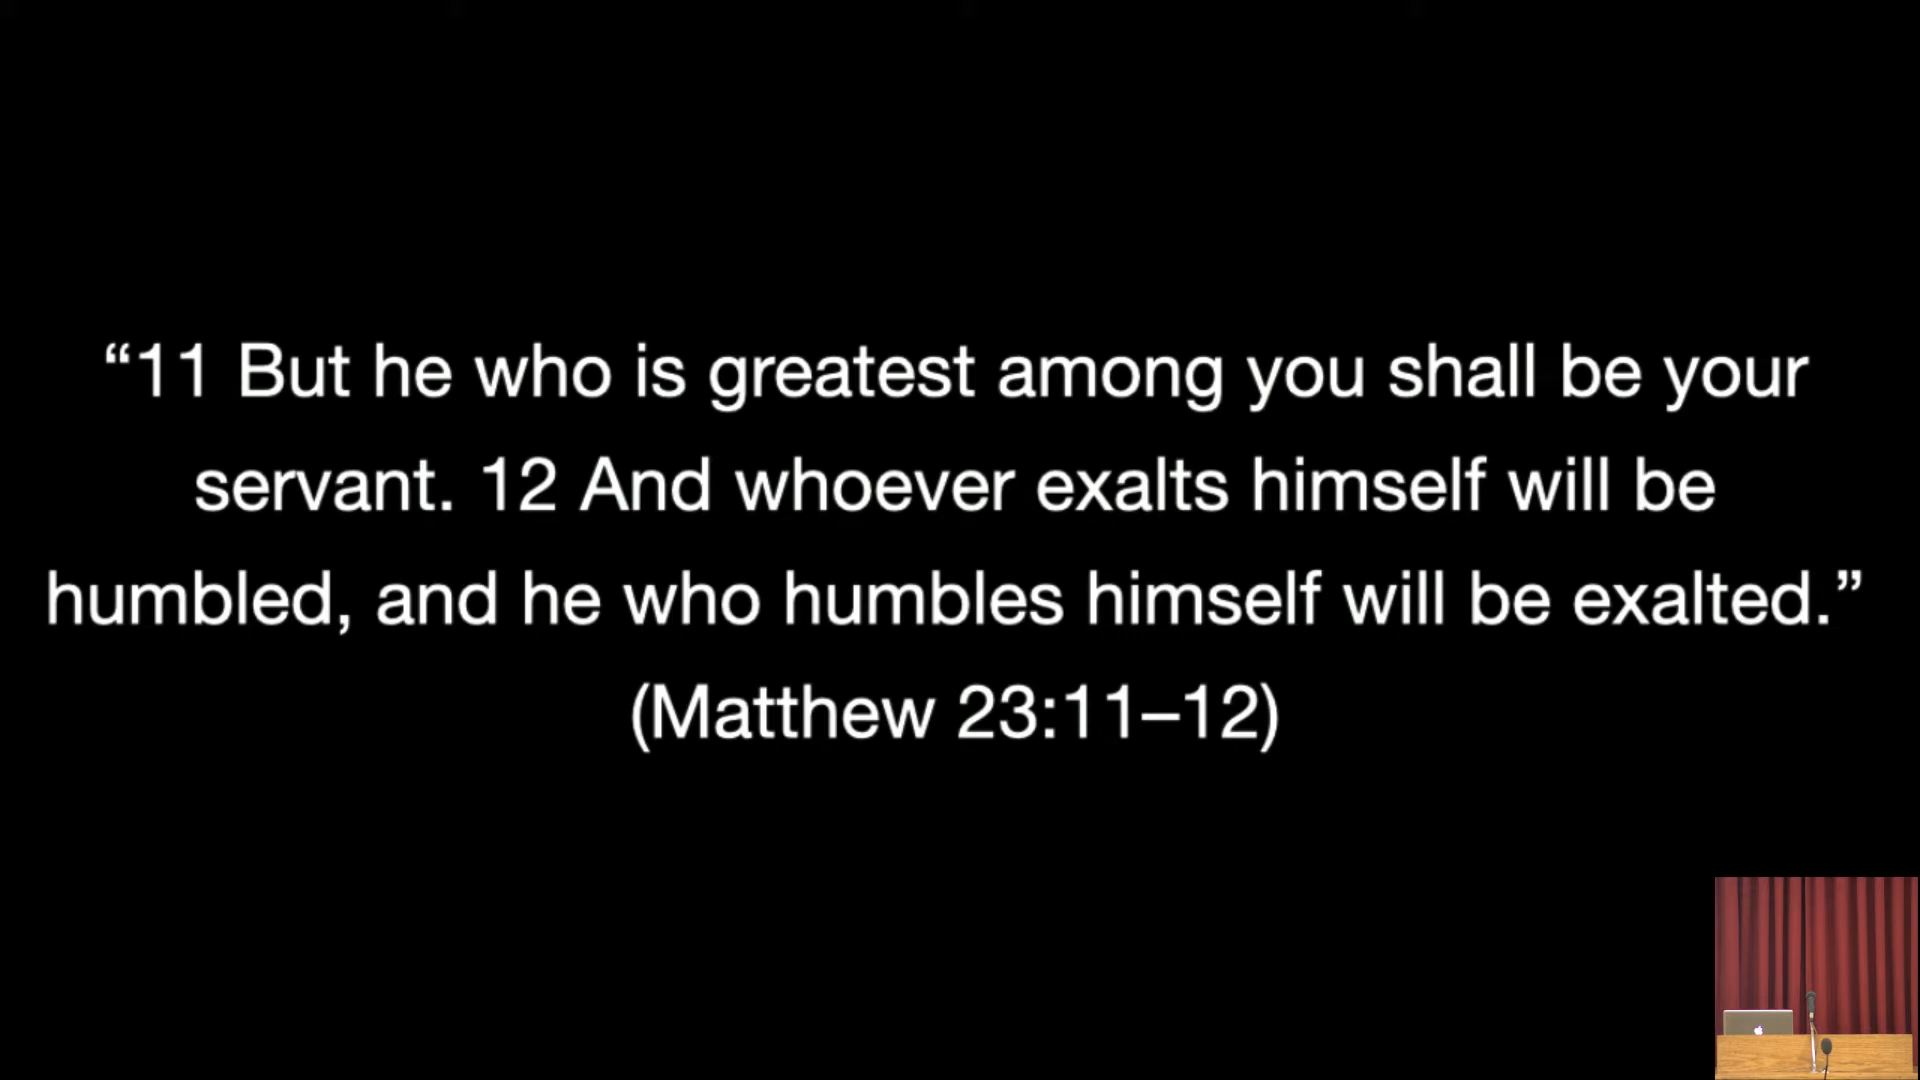 “11 But he who is greatest among you shall be your
servant. 12 And whoever exalts himself will be
humbled, and he who humbles himself will be exalted.”
(Matthew 23:11–12)